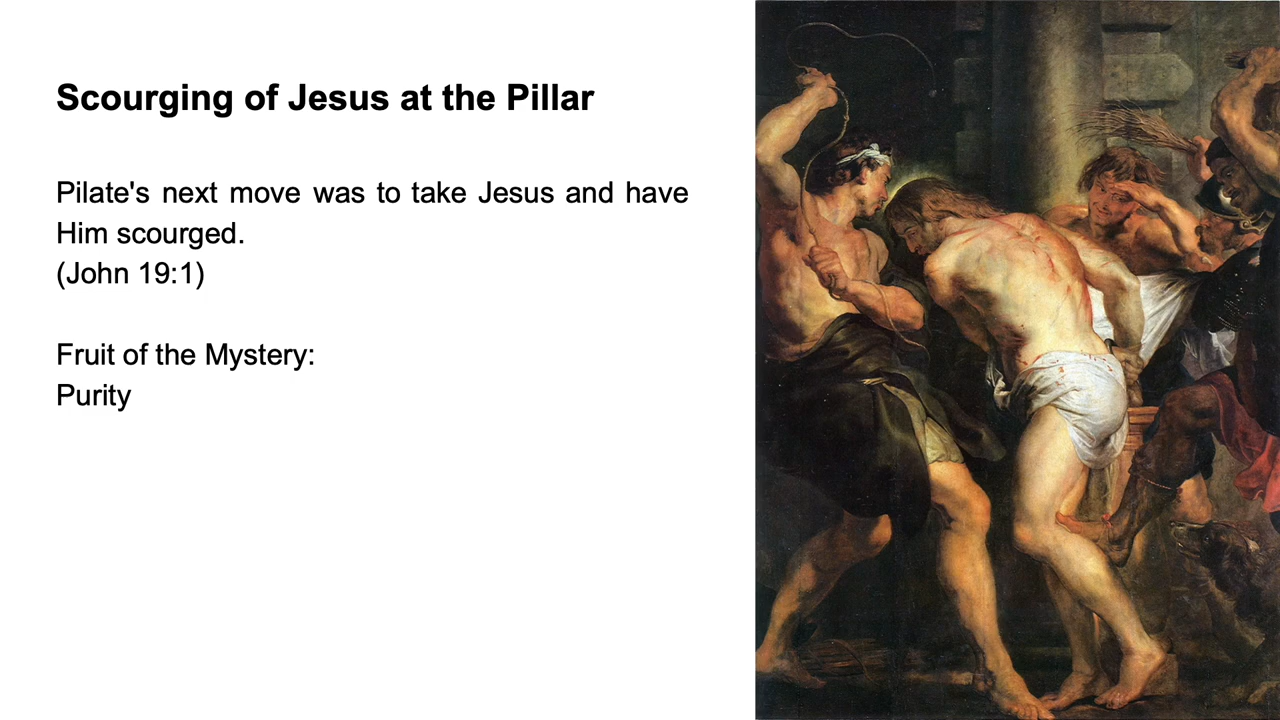 Scourging of Jesus at the Pillar
Pilate's next move was to take Jesus and have
Him scourged.
(John 19:1)
Fruit of the Mystery:
Purity